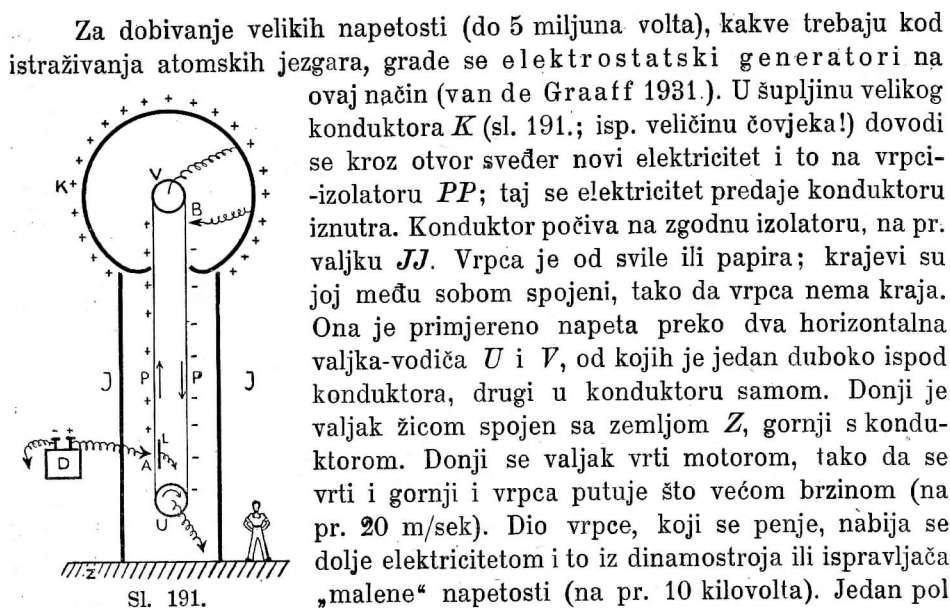 Za dobivanje velikih napetosti (do 5 miljuna volta), kakve trebaju kod
istraživanja atomskih jezgara, grade se elektrostatski generatori na
ovaj način (van de Graaff 1931.). U šupljinu velikog
konduktora K (sl. 191.; isp. veličinu čovjeka!) dovodi
se kroz otvor sveđer novi elektricitet i to na vrpci-
-izolatoru PP; taj se elektricitet predaje konduktoru
iznutra. Konduktor počiva na zgodnu izolatoru, na pr.
valjku JJ. Vrpca je od svile ili papira; krajevi su
joj među sobom spojeni, tako da vrpca nema kraja.
Ona je primjereno napeta preko dva horizontalna
valjka-vodiča U i V, od kojih je jedan duboko ispod
konduktora, drugi u konduktoru samom. Donji je
valjak žicom spojen sa zemljom Z, gornji s kondu-
ktorom. Donji se valjak vrti motorom, tako da se
vrti i gornji i vrpca putuje što većom brzinom (na
pr. 20 m/sek). Dio vrpce, koji se penje, nabija se
dolje elektricitetom i to iz dinamostroja ili ispravljača
„malene“ napetosti (na pr. 10 kilovolta). Jedan pol
K
V
B
J
P
P
J
L
A
D
U
Z
Sl. 191.